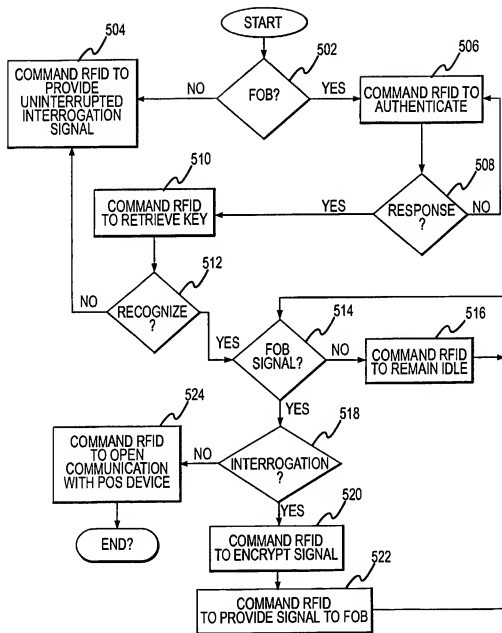 START
504
502
506
COMMAND RFID TO
PROVIDE
UNINTERRUPTED
INTERROGATION
SIGNAL
NO
FOB?
YES
COMMAND RFID TO
AUTHENTICATE
510
508
COMMAND RFID
TO RETRIEVE KEY
YES
RESPONSE
?
NO
512
NO
RECOGNIZE
?
YES
514
FOB
SIGNAL?
NO
516
COMMAND RFID
TO REMAIN IDLE
YES
524
518
COMMAND RFID
TO OPEN
COMMUNICATION
WITH POS DEVICE
NO
INTERROGATION
?
YES
END?
520
COMMAND RFID
TO ENCRYPT SIGNAL
522
COMMAND RFID
TO PROVIDE SIGNAL TO FOB